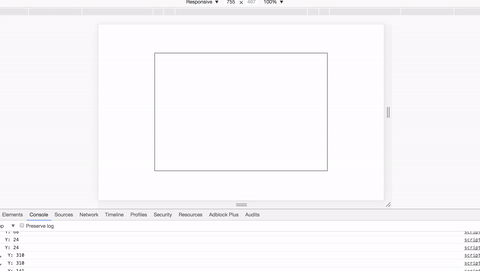 Responsive ▼ 755 × 467 100% ▼
Elements Console Sources Network Timeline Profiles Security Resources Adblock Plus Audits
top ▼ Preserve log
Y: 24 script
Y: 24 script
Y: 310 script
Y: 310 script